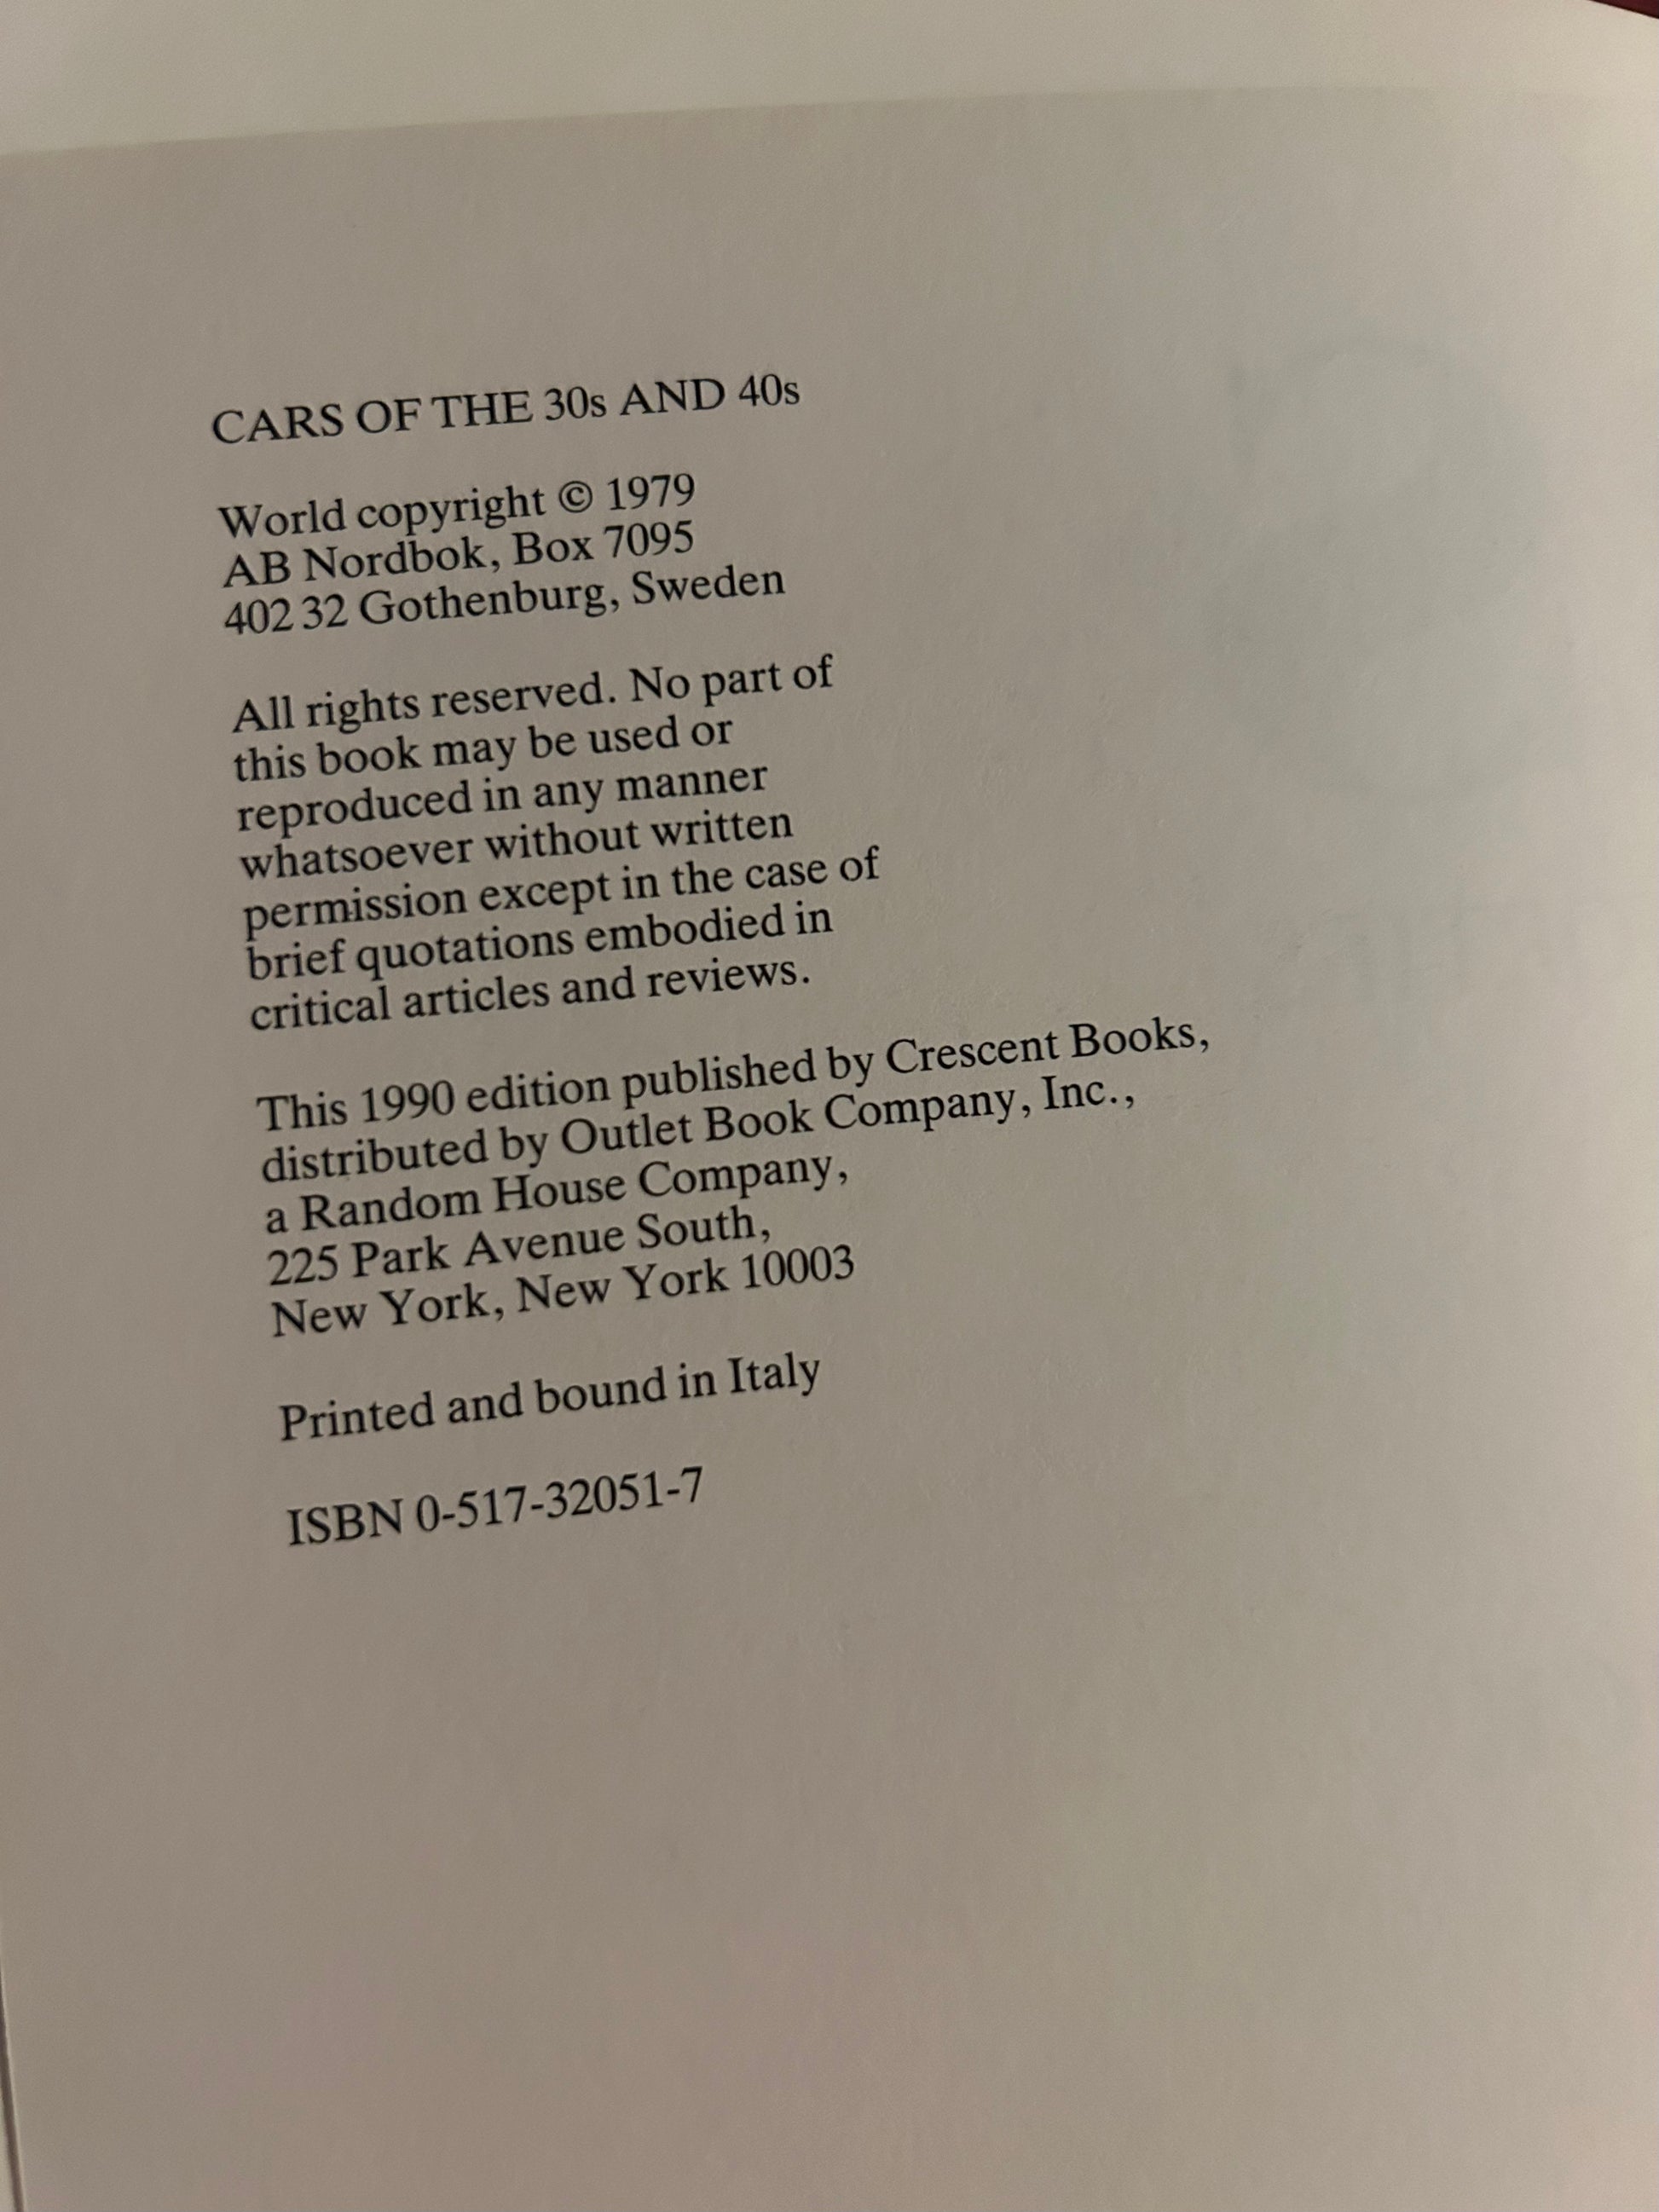 CARS OF THE 30s AND 40s
World copyright © 1979
AB Nordbok, Box 7095
402 32 Gothenburg, Sweden
All rights reserved. No part of
this book may be used or
reproduced in any manner
whatsoever without written
permission except in the case of
brief quotations embodied in
critical articles and reviews.
This 1990 edition published by Crescent Books,
distributed by Outlet Book Company, Inc.,
a Random House Company,
225 Park Avenue South,
New York, New York 10003
Printed and bound in Italy
ISBN 0-517-32051-7